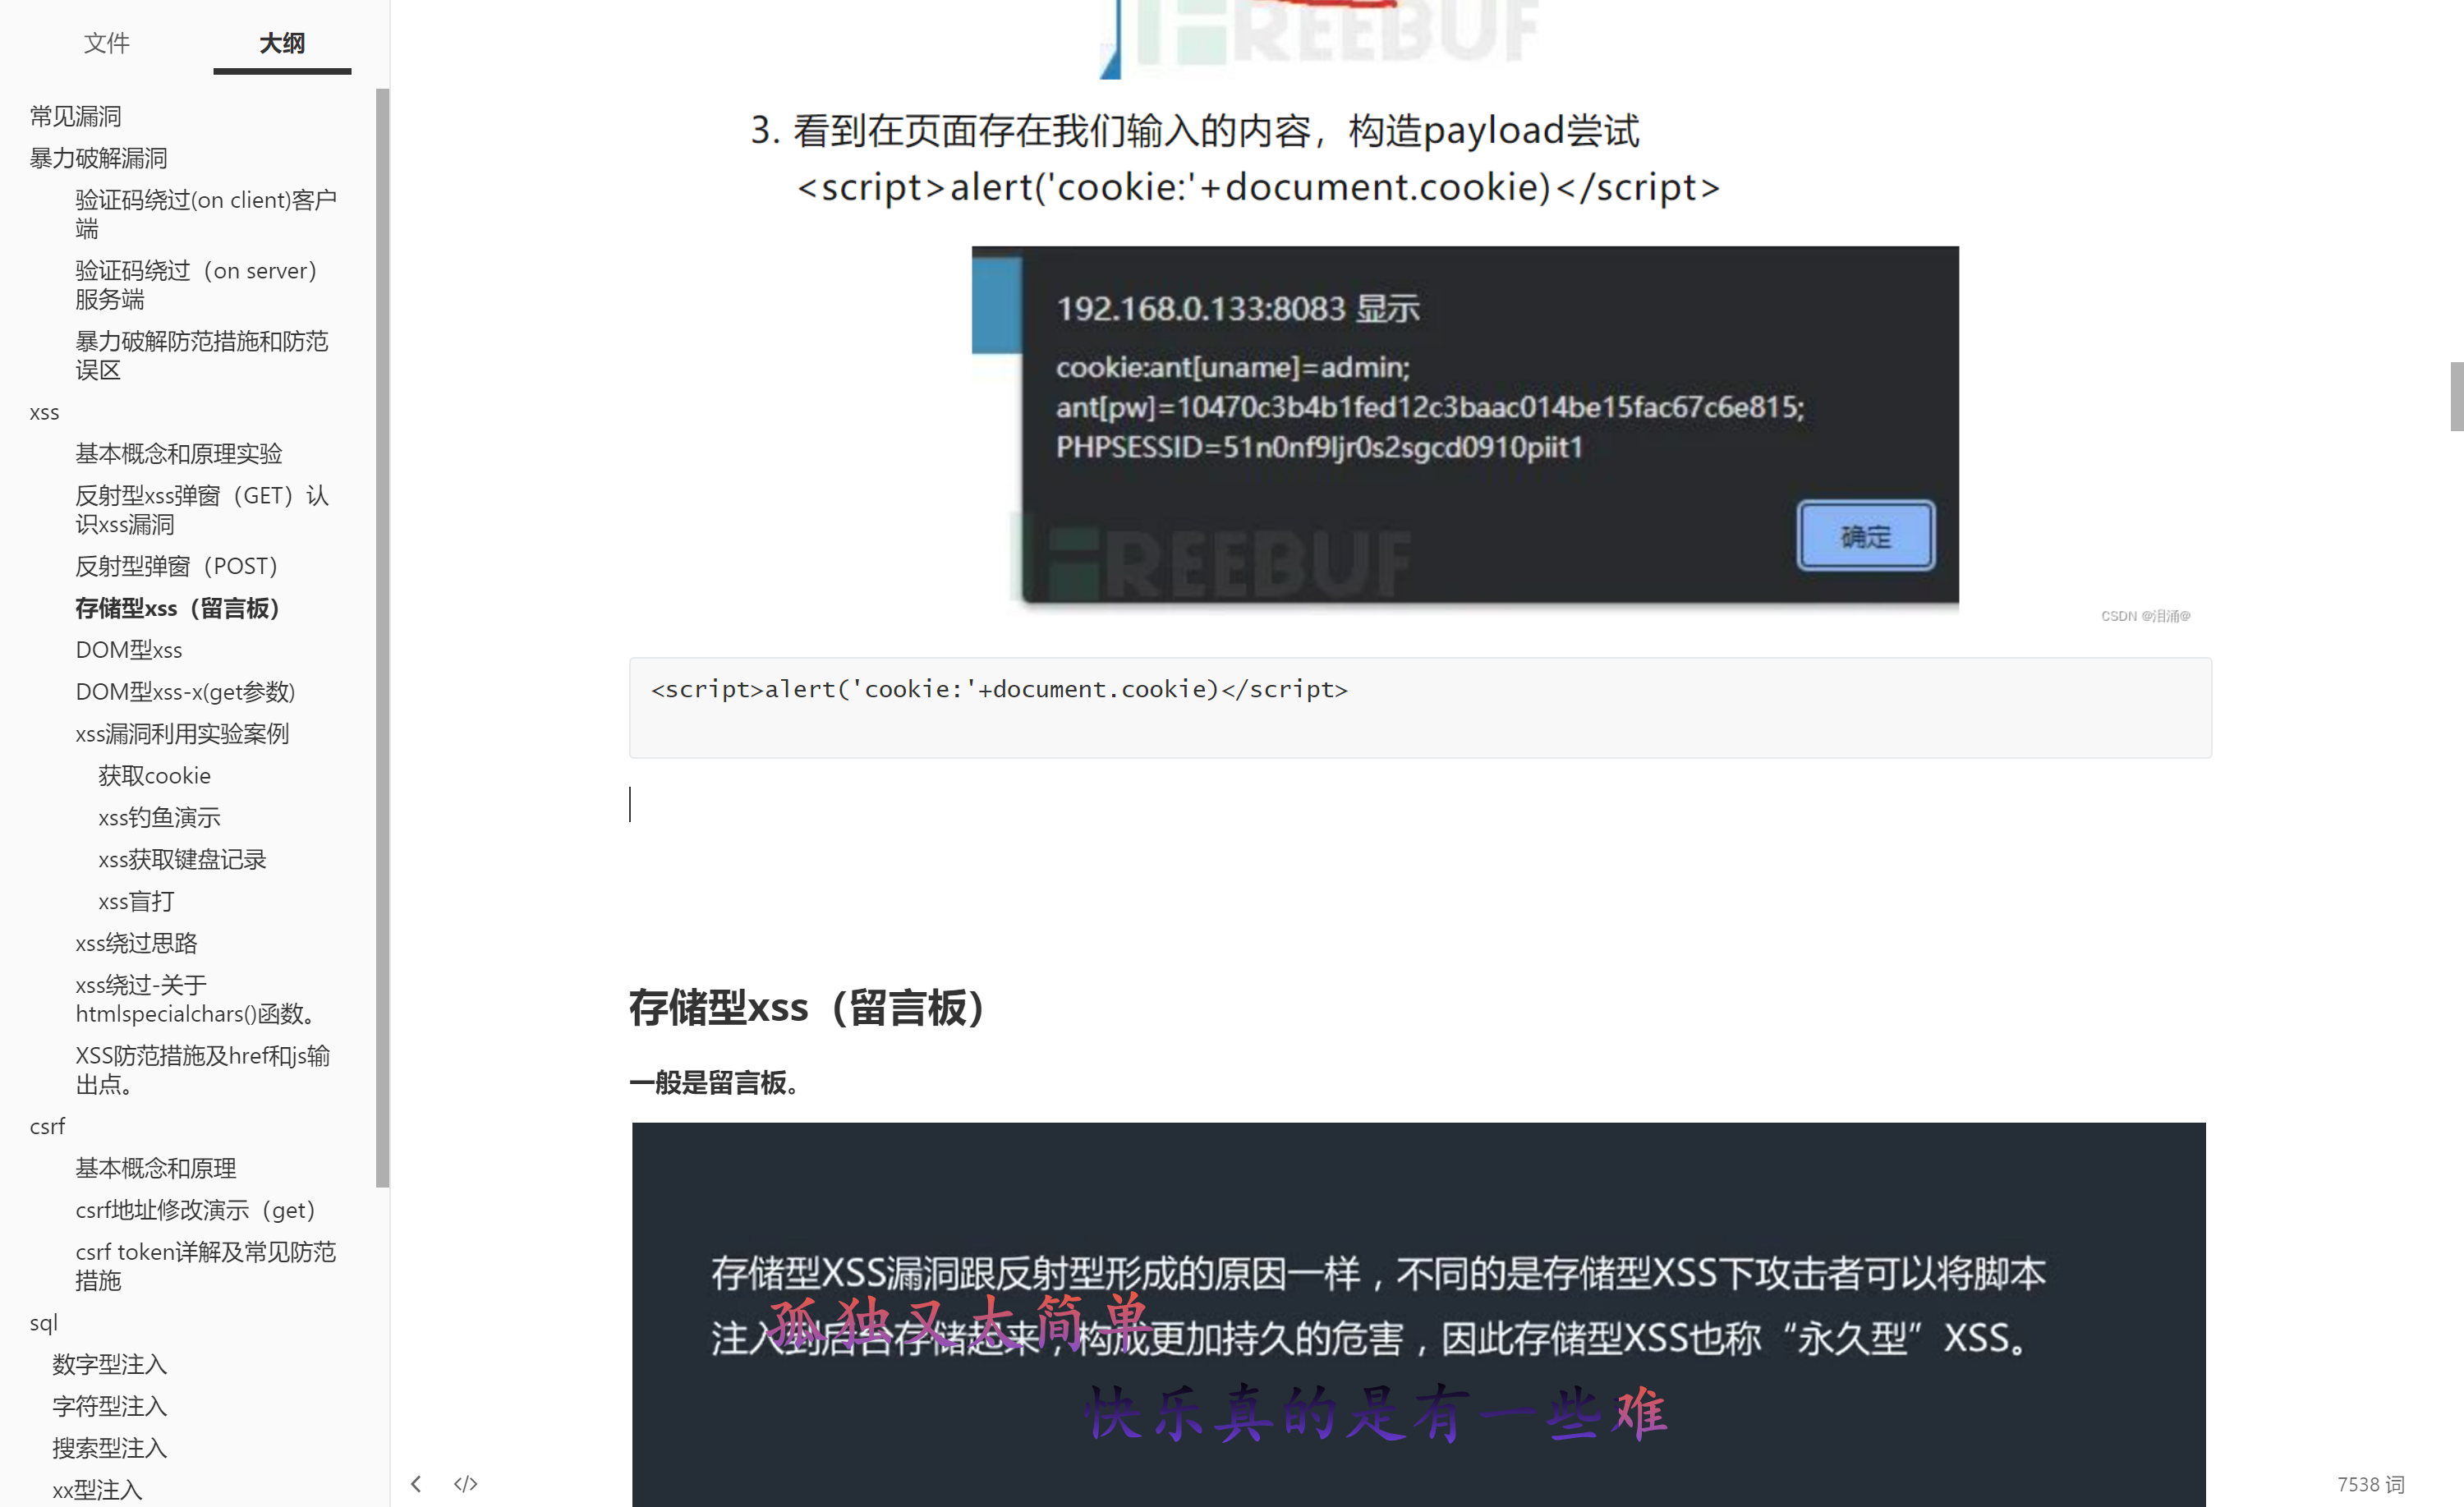 文件
大纲
常见漏洞
暴力破解漏洞
验证码绕过(on client)客户
端
验证码绕过（on server）
服务端
暴力破解防范措施和防范
误区
xss
基本概念和原理实验
反射型xss弹窗（GET）认
识xss漏洞
反射型弹窗（POST）
存储型xss（留言板）
DOM型xss
DOM型xss-x(get参数)
xss漏洞利用实验案例
获取cookie
xss钓鱼演示
xss获取键盘记录
xss盲打
xss绕过思路
xss绕过-关于
htmlspecialchars()函数。
XSS防范措施及href和js输
出点。
csrf
基本概念和原理
csrf地址修改演示（get）
csrf token详解及常见防范
措施
sql
数字型注入
字符型注入
搜索型注入
xx型注入
REEBUF
3. 看到在页面存在我们输入的内容，构造payload尝试
<script>alert('cookie:'+document.cookie)</script>
192.168.0.133:8083 显示
cookie:ant[uname]=admin;
ant[pw]=10470c3b4b1fed12c3baac014be15fac67c6e815;
PHPSESSID=51n0nf9ljr0s2sgcd0910piit1
确定
REEBUF
CSDN @泪涌@
<script>alert('cookie:'+document.cookie)</script>
存储型xss（留言板）
一般是留言板。
存储型XSS漏洞跟反射型形成的原因一样，不同的是存储型XSS下攻击者可以将脚本
注入到后台存储起来，构成更加持久的危害，因此存储型XSS也称“永久型”XSS。
孤独又太简单
快乐真的是有一些难
</>
7538 词